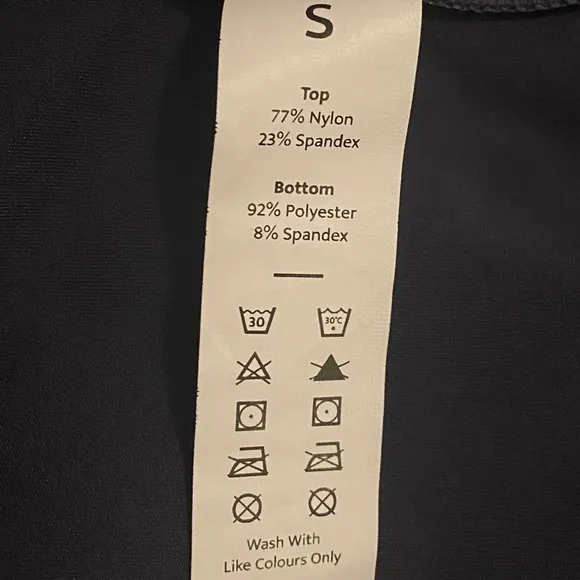 S
Top
77% Nylon
23% Spandex
Bottom
92% Polyester
8% Spandex
30 30°C
Wash With
Like Colours Only